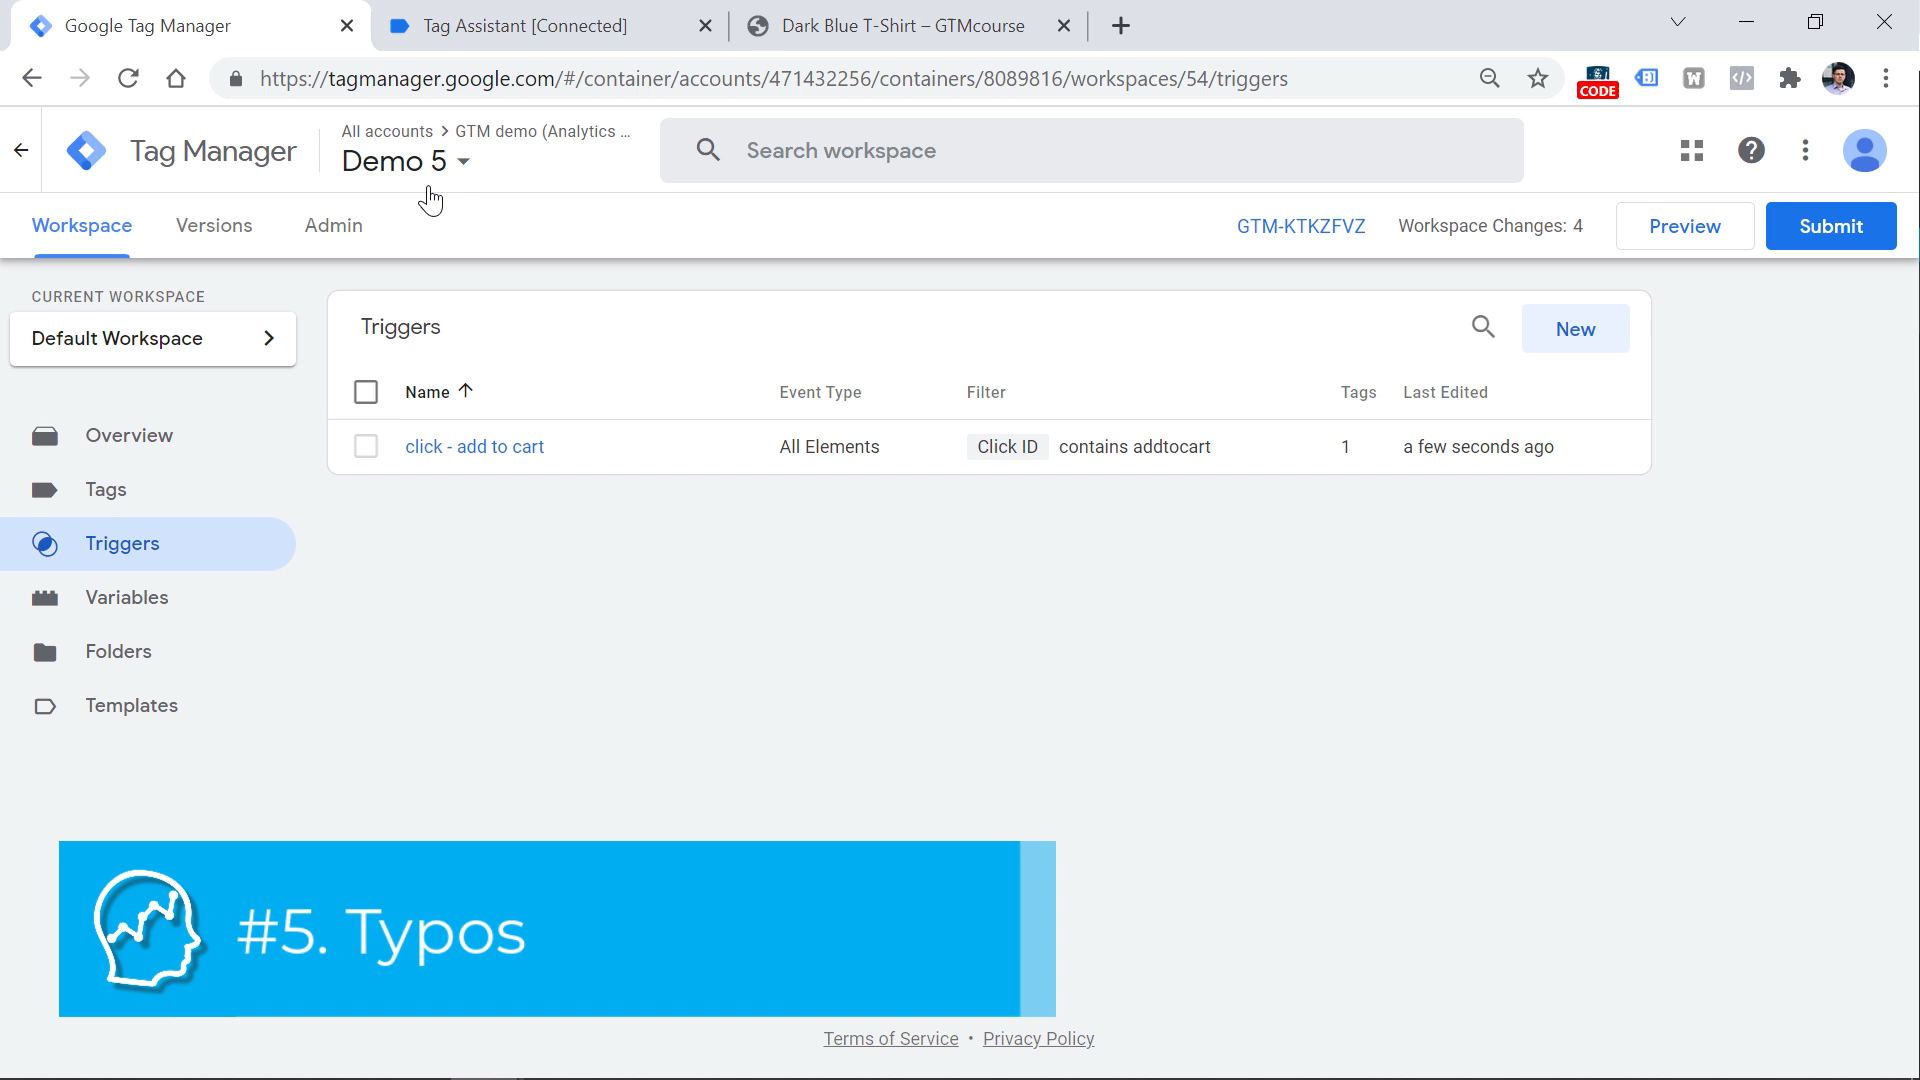 Google Tag Manager
Tag Assistant [Connected]
Dark Blue T-Shirt – GTMcourse
https://tagmanager.google.com/#/container/accounts/471432256/containers/8089816/workspaces/54/triggers
CODE
W
Tag Manager
All accounts > GTM demo (Analytics ...
Demo 5
Search workspace
Workspace
Versions
Admin
GTM-KTKZFVZ
Workspace Changes: 4
Preview
Submit
CURRENT WORKSPACE
Default Workspace
Overview
Tags
Triggers
Variables
Folders
Templates
Triggers
New
Name
Event Type
Filter
Tags
Last Edited
click - add to cart
All Elements
Click ID contains addtocart
1
a few seconds ago
#5. Typos
Terms of Service • Privacy Policy